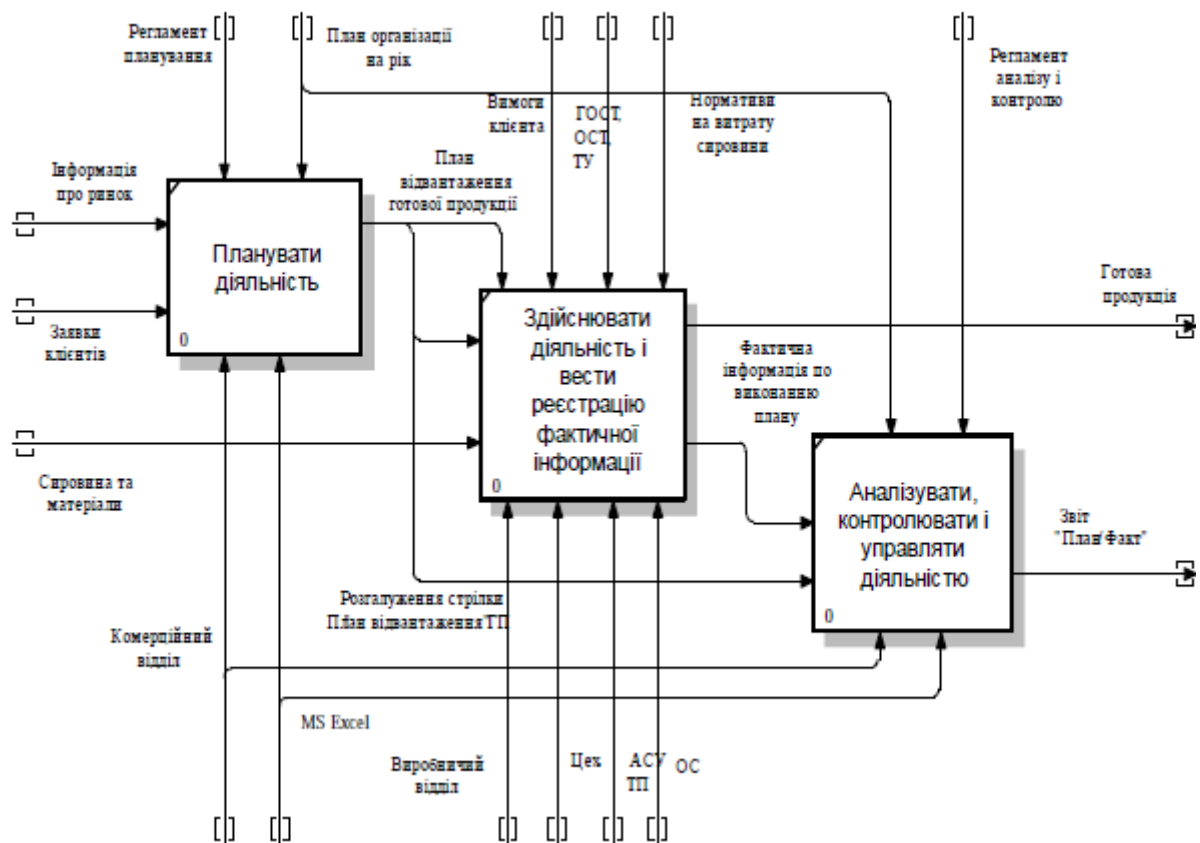 Регламент
планування
План організації
на рік
Вимоги
клієнта
ГОСТ,
ОСТ,
ТУ
Нормативи
на витрату
сировини
Регламент
аналізу і
контролю
Інформація
про ринок
Заявки
клієнтів
План
відвантаження
готової продукції
Планувати
діяльність
0
Сировина та
матеріали
Здійснювати
діяльність і
вести
реєстрацію
фактичної
інформації
0
Готова
продукція
Фактична
інформація по
виконанню
плану
Аналізувати,
контролювати і
управляти
діяльністю
0
Звіт
"План/Факт"
Розгалуження стрілки
План відвантаження ГП
Комерційний
відділ
MS Excel
Виробничий
відділ
Цех
АСУ
ТП
ОС